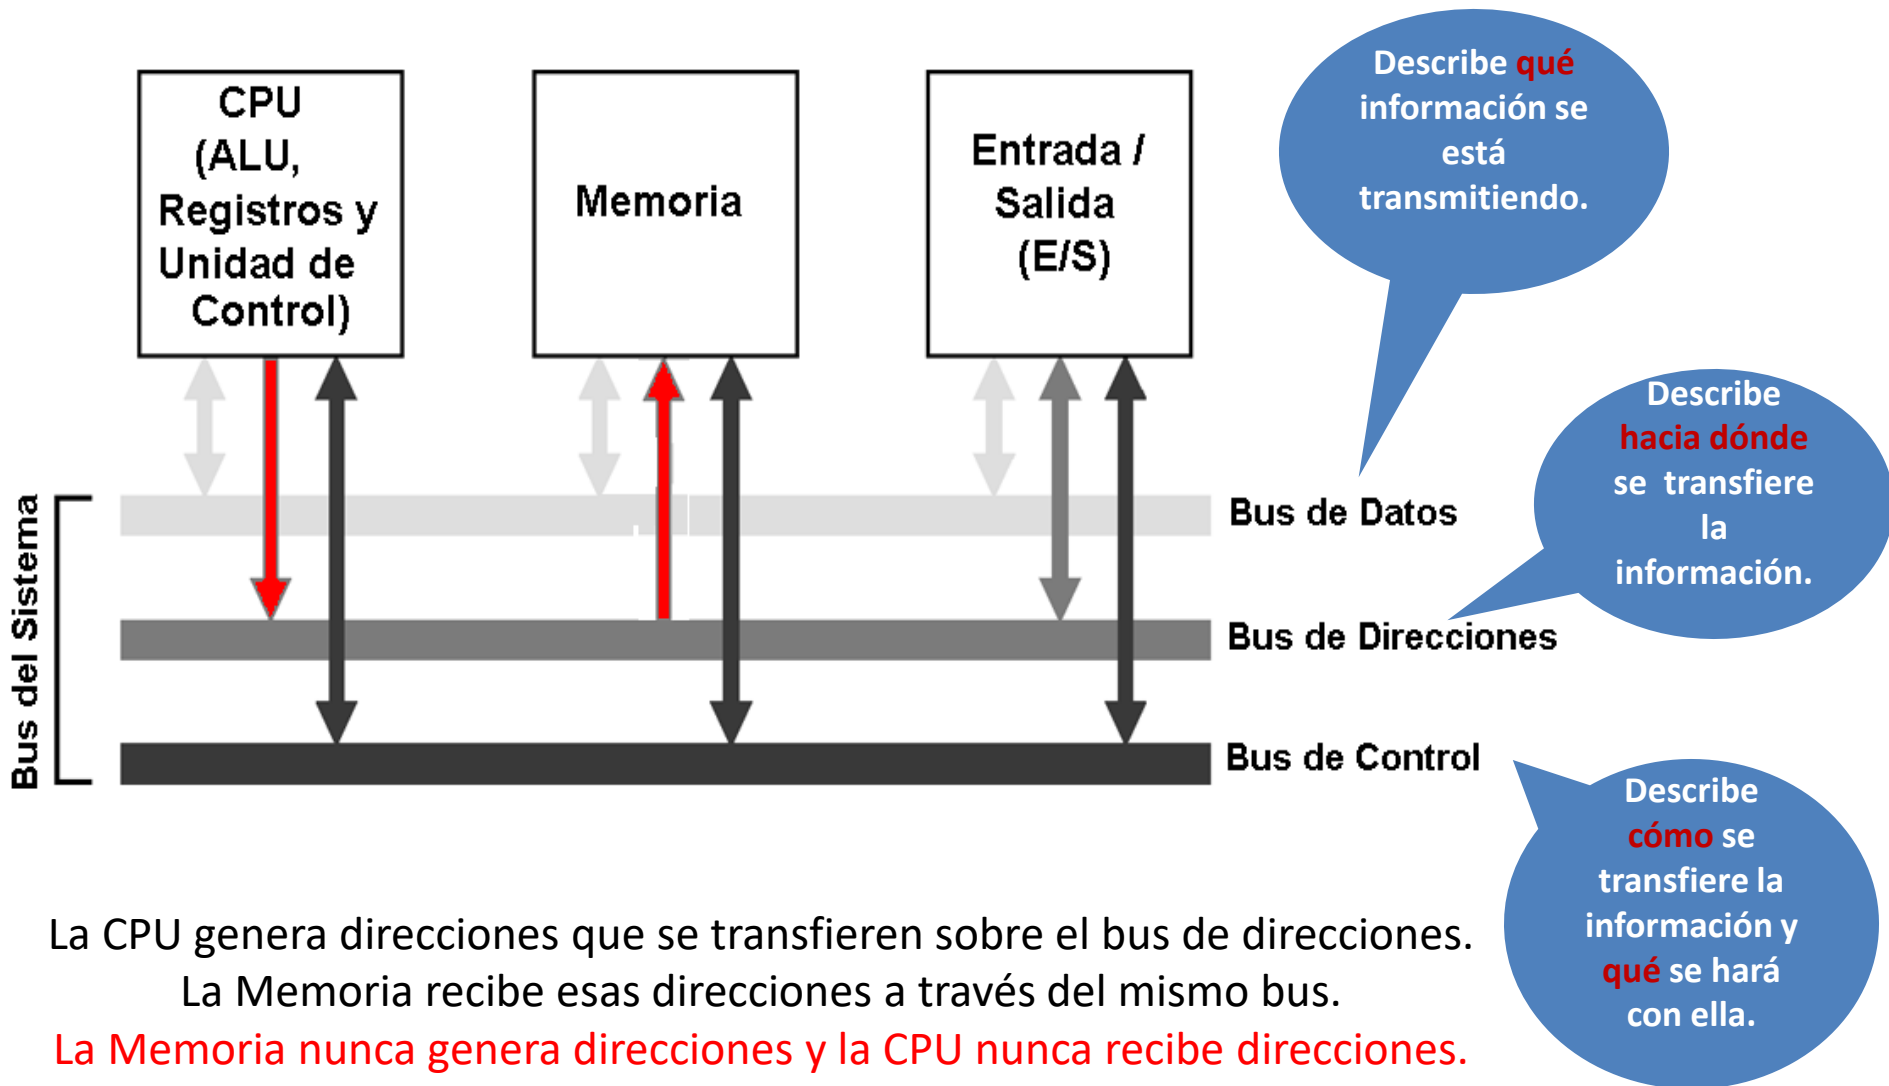 CPU
(ALU,
Registros y
Unidad de
Control)
Memoria
Entrada /
Salida
(E/S)
Describe qué
información se
está
transmitiendo.
Describe
hacia dónde
se transfiere
la
información.
Bus del Sistema
Bus de Datos
Bus de Direcciones
Bus de Control
Describe
cómo se
transfiere la
información y
qué se hará
con ella.
La CPU genera direcciones que se transfieren sobre el bus de direcciones.
La Memoria recibe esas direcciones a través del mismo bus.
La Memoria nunca genera direcciones y la CPU nunca recibe direcciones.